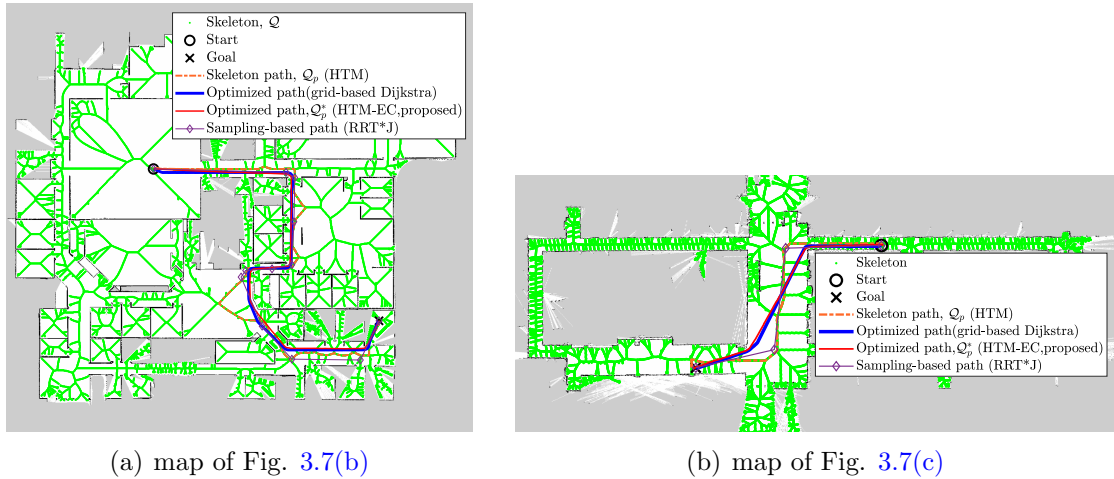 Skeleton, 𝒬
Start
Goal
Skeleton path, 𝒬ₚ (HTM)
Optimized path(grid-based Dijkstra)
Optimized path,𝒬ₚ* (HTM-EC,proposed)
Sampling-based path (RRT*J)
Skeleton
Start
Goal
Skeleton path, 𝒬ₚ (HTM)
Optimized path(grid-based Dijkstra)
Optimized path,𝒬ₚ* (HTM-EC,proposed)
Sampling-based path (RRT*J)
(a) map of Fig. 3.7(b)
(b) map of Fig. 3.7(c)